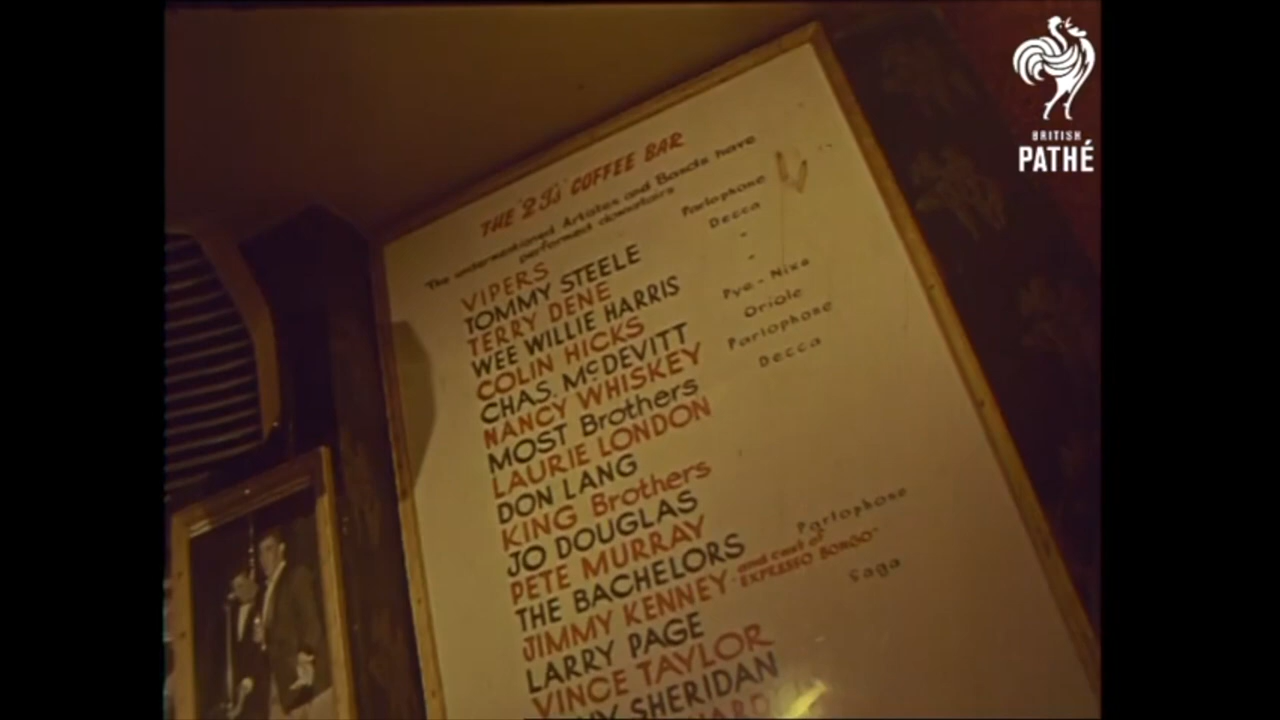 THE "2 I's" COFFEE BAR
The undermentioned Artistes and Bands have
performed downstairs
VIPERS Parlophone
TOMMY STEELE Decca
TERRY DENE "
WEE WILLIE HARRIS "
COLIN HICKS Pye-Nixa
CHAS. McDEVITT Oriole
NANCY WHISKEY
MOST Brothers Decca
LAURIE LONDON Parlophone
DON LANG
KING Brothers
JO DOUGLAS
PETE MURRAY
THE BACHELORS Parlophone
JIMMY KENNEY and cast of
EXPRESSO BONGO"
LARRY PAGE Saga
VINCE TAYLOR
SHERIDAN
BRITISH
PATHÉ